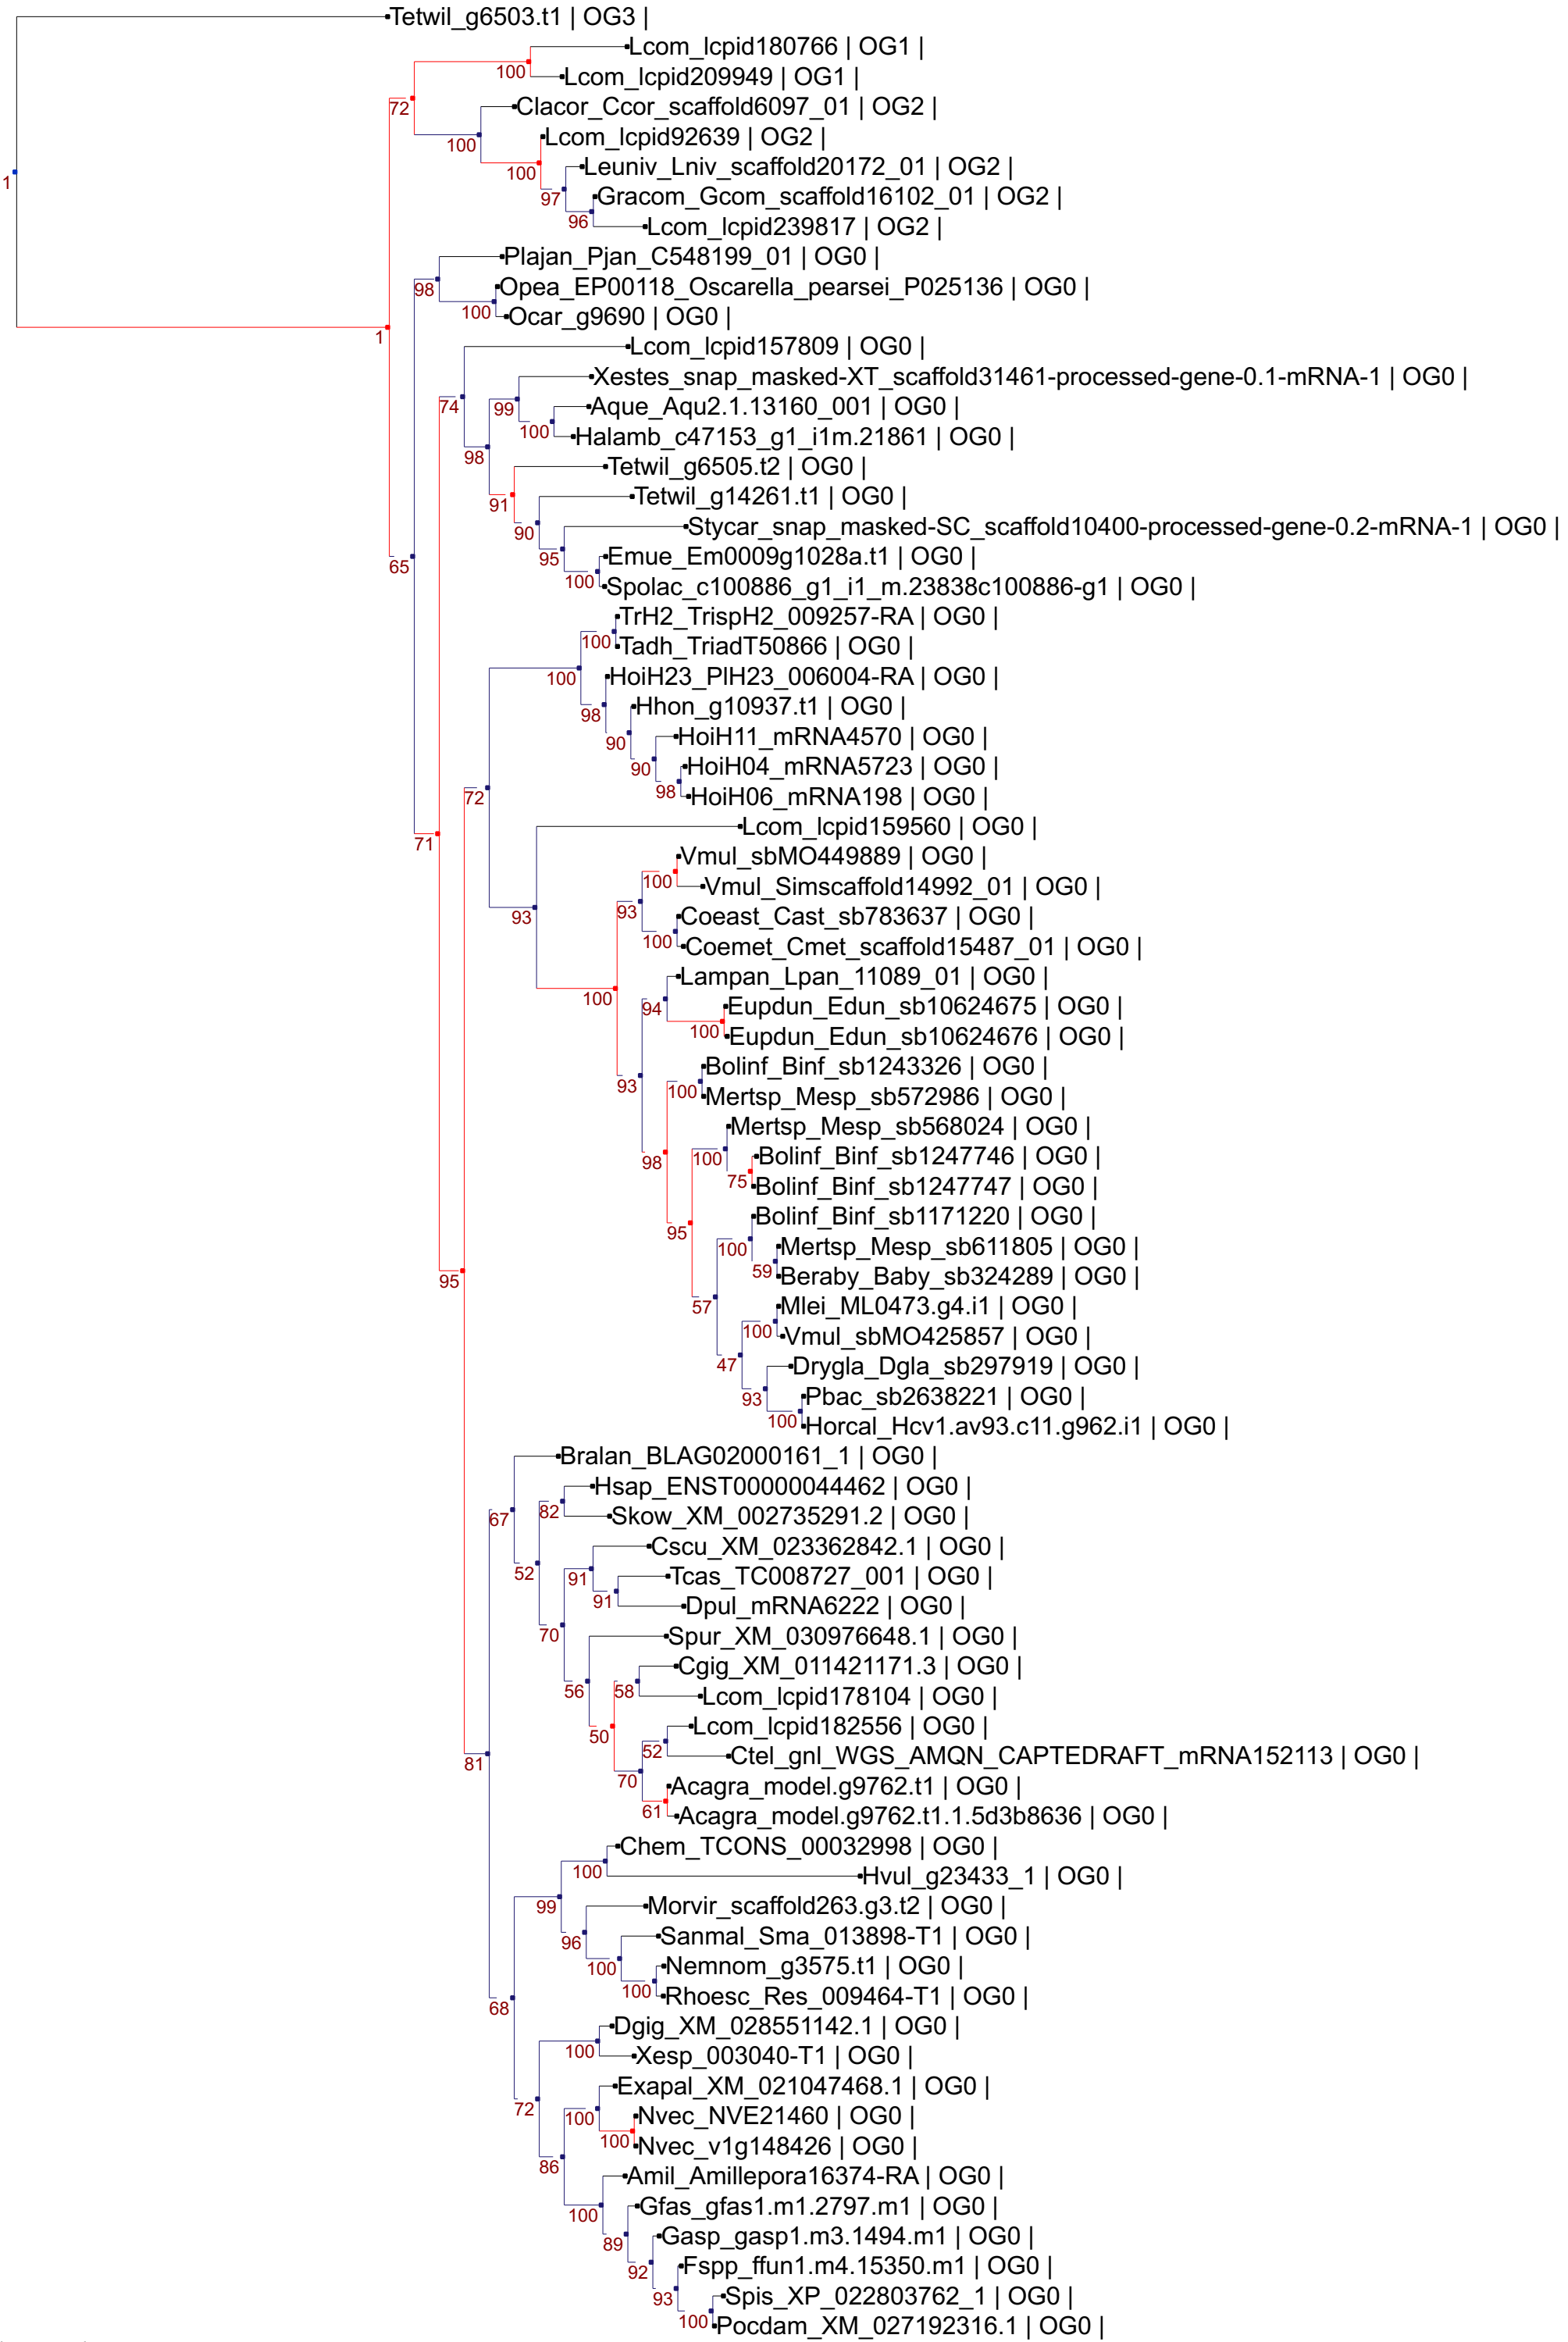 Tetwil_g6503.t1 | OG3 |
Lcom_lcpid180766 | OG1 |
100
Lcom_lcpid209949 | OG1 |
72
Clacor_Ccor_scaffold6097_01 | OG2 |
100
Lcom_lcpid92639 | OG2 |
100
Leuniv_Lniv_scaffold20172_01 | OG2 |
1
97
Gracom_Gcom_scaffold16102_01 | OG2 |
96
Lcom_lcpid239817 | OG2 |
Plajan_Pjan_C548199_01 | OG0 |
98
Opea_EP00118_Oscarella_pearsei_P025136 | OG0 |
100
Ocar_g9690 | OG0 |
1
Lcom_lcpid157809 | OG0 |
Xestes_snap_masked-XT_scaffold31461-processed-gene-0.1-mRNA-1 | OG0 |
74
99
Aque_Aqu2.1.13160_001 | OG0 |
100
Halamb_c47153_g1_i1m.21861 | OG0 |
98
Tetwil_g6505.t2 | OG0 |
91
Tetwil_g14261.t1 | OG0 |
90
Stycar_snap_masked-SC_scaffold10400-processed-gene-0.2-mRNA-1 | OG0 |
95
Emue_Em0009g1028a.t1 | OG0 |
65
100
Spolac_c100886_g1_i1_m.23838c100886-g1 | OG0 |
TrH2_TrispH2_009257-RA | OG0 |
100
Tadh_TriadT50866 | OG0 |
100
HoiH23_PlH23_006004-RA | OG0 |
98
Hhon_g10937.t1 | OG0 |
90
HoiH11_mRNA4570 | OG0 |
90
HoiH04_mRNA5723 | OG0 |
98
HoiH06_mRNA198 | OG0 |
72
Lcom_lcpid159560 | OG0 |
71
Vmul_sbMO449889 | OG0 |
100
Vmul_Simscaffold14992_01 | OG0 |
93
93
Coeast_Cast_sb783637 | OG0 |
100
Coemet_Cmet_scaffold15487_01 | OG0 |
Lampan_Lpan_11089_01 | OG0 |
100
94
Eupdun_Edun_sb10624675 | OG0 |
100
Eupdun_Edun_sb10624676 | OG0 |
Bolinf_Binf_sb1243326 | OG0 |
93
100
Mertsp_Mesp_sb572986 | OG0 |
Mertsp_Mesp_sb568024 | OG0 |
98
100
Bolinf_Binf_sb1247746 | OG0 |
75
Bolinf_Binf_sb1247747 | OG0 |
Bolinf_Binf_sb1171220 | OG0 |
95
100
Mertsp_Mesp_sb611805 | OG0 |
59
Beraby_Baby_sb324289 | OG0 |
95
57
Mlei_ML0473.g4.i1 | OG0 |
100
Vmul_sbMO425857 | OG0 |
47
Drygla_Dgla_sb297919 | OG0 |
93
Pbac_sb2638221 | OG0 |
100
Horcal_Hcv1.av93.c11.g962.i1 | OG0 |
Bralan_BLAG02000161_1 | OG0 |
Hsap_ENST00000044462 | OG0 |
67
82
Skow_XM_002735291.2 | OG0 |
Cscu_XM_023362842.1 | OG0 |
52
91
Tcas_TC008727_001 | OG0 |
91
Dpul_mRNA6222 | OG0 |
70
Spur_XM_030976648.1 | OG0 |
Cgig_XM_011421171.3 | OG0 |
56
58
Lcom_lcpid178104 | OG0 |
Lcom_lcpid182556 | OG0 |
50
52
Ctel_gnl_WGS_AMQN_CAPTEDRAFT_mRNA152113 | OG0 |
81
70
Acagra_model.g9762.t1 | OG0 |
61
Acagra_model.g9762.t1.1.5d3b8636 | OG0 |
Chem_TCONS_00032998 | OG0 |
100
Hvul_g23433_1 | OG0 |
99
Morvir_scaffold263.g3.t2 | OG0 |
96
Sanmal_Sma_013898-T1 | OG0 |
100
Nemnom_g3575.t1 | OG0 |
100
Rhoesc_Res_009464-T1 | OG0 |
68
Dgig_XM_028551142.1 | OG0 |
100
Xesp_003040-T1 | OG0 |
Exapal_XM_021047468.1 | OG0 |
72
100
Nvec_NVE21460 | OG0 |
100
Nvec_v1g148426 | OG0 |
86
Amil_Amillepora16374-RA | OG0 |
100
Gfas_gfas1.m1.2797.m1 | OG0 |
89
Gasp_gasp1.m3.1494.m1 | OG0 |
92
Fspp_ffun1.m4.15350.m1 | OG0 |
93
Spis_XP_022803762_1 | OG0 |
100
Pocdam_XM_027192316.1 | OG0 |